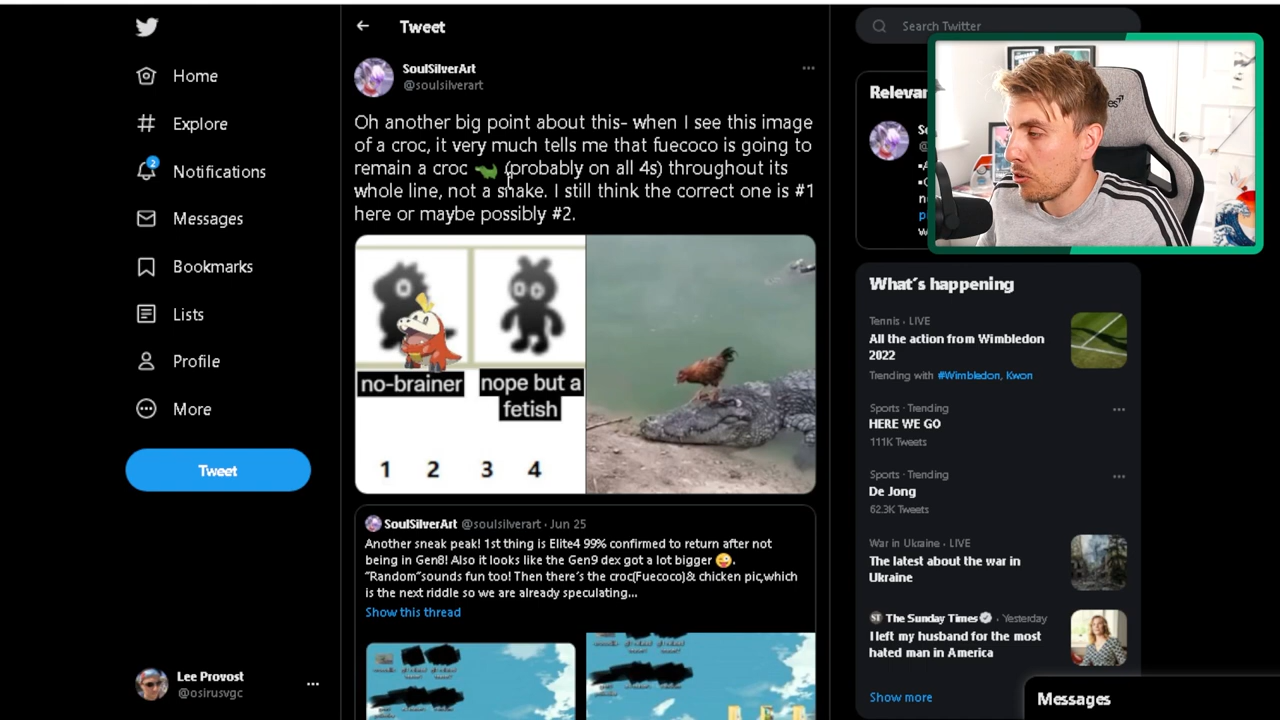 Home
Explore
2
Notifications
Messages
Bookmarks
Lists
Profile
More
Tweet
Lee Provost
@osirusvgc
Tweet
SoulSilverArt
@soulsilverart
Oh another big point about this- when I see this image
of a croc, it very much tells me that fuecoco is going to
remain a croc 🐊 (probably on all 4s) throughout its
whole line, not a snake. I still think the correct one is #1
here or maybe possibly #2.
no-brainer
nope but a
fetish
1 2 3 4
SoulSilverArt @soulsilverart · Jun 25
Another sneak peak! 1st thing is Elite4 99% confirmed to return after not
being in Gen8! Also it looks like the Gen9 dex got a lot bigger 😜.
"Random"sounds fun too! Then there's the croc(Fuecoco)& chicken pic,which
is the next riddle so we are already speculating...
Show this thread
Search Twitter
What's happening
Tennis · LIVE
All the action from Wimbledon
2022
Trending with #Wimbledon, Kwon
Sports · Trending
HERE WE GO
111K Tweets
Sports · Trending
De Jong
62.3K Tweets
War in Ukraine · LIVE
The latest about the war in
Ukraine
The Sunday Times · Yesterday
I left my husband for the most
hated man in America
Show more
Messages